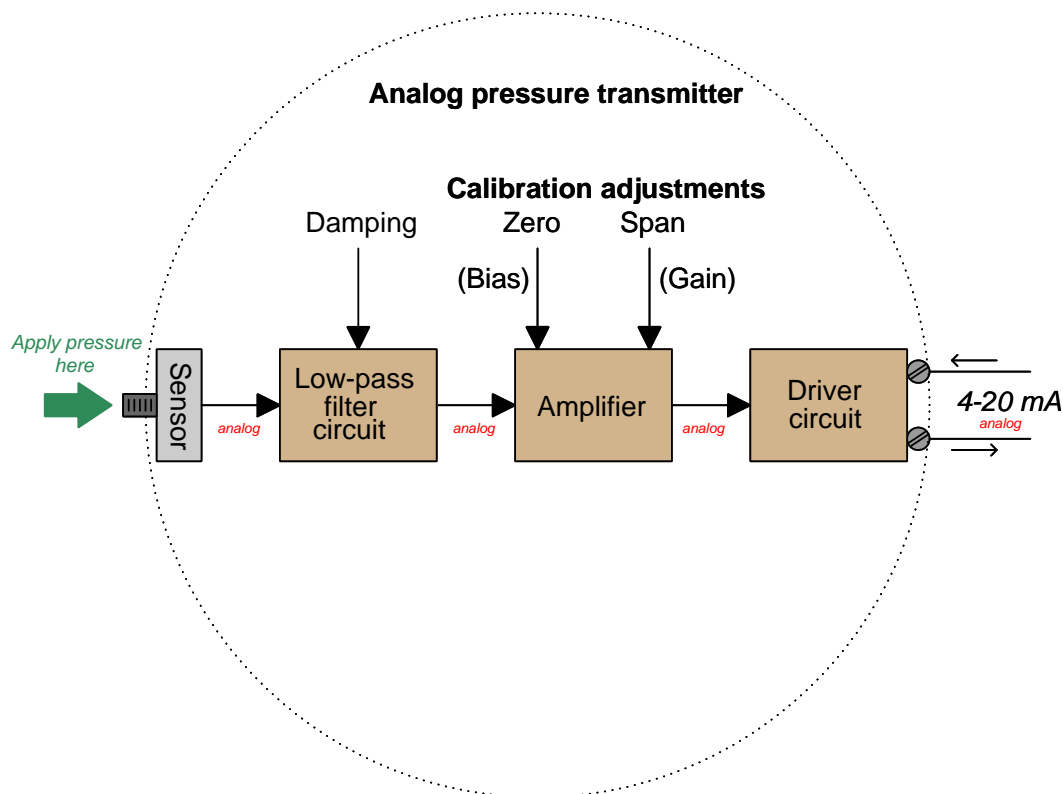 Analog pressure transmitter
Calibration adjustments
Damping
Zero
Span
(Bias)
(Gain)
Apply pressure
here
Sensor
analog
Low-pass
filter
circuit
analog
Amplifier
analog
Driver
circuit
4-20 mA
analog